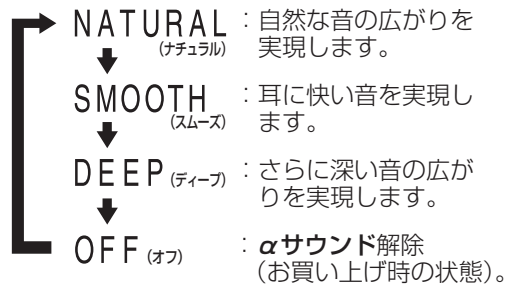 NATURAL：自然な音の広がりを
(ナチュラル) 実現します。
SMOOTH：耳に快い音を実現し
(スムーズ) ます。
DEEP(ディープ)：さらに深い音の広が
りを実現します。
OFF(オフ)：αサウンド解除
(お買い上げ時の状態)。